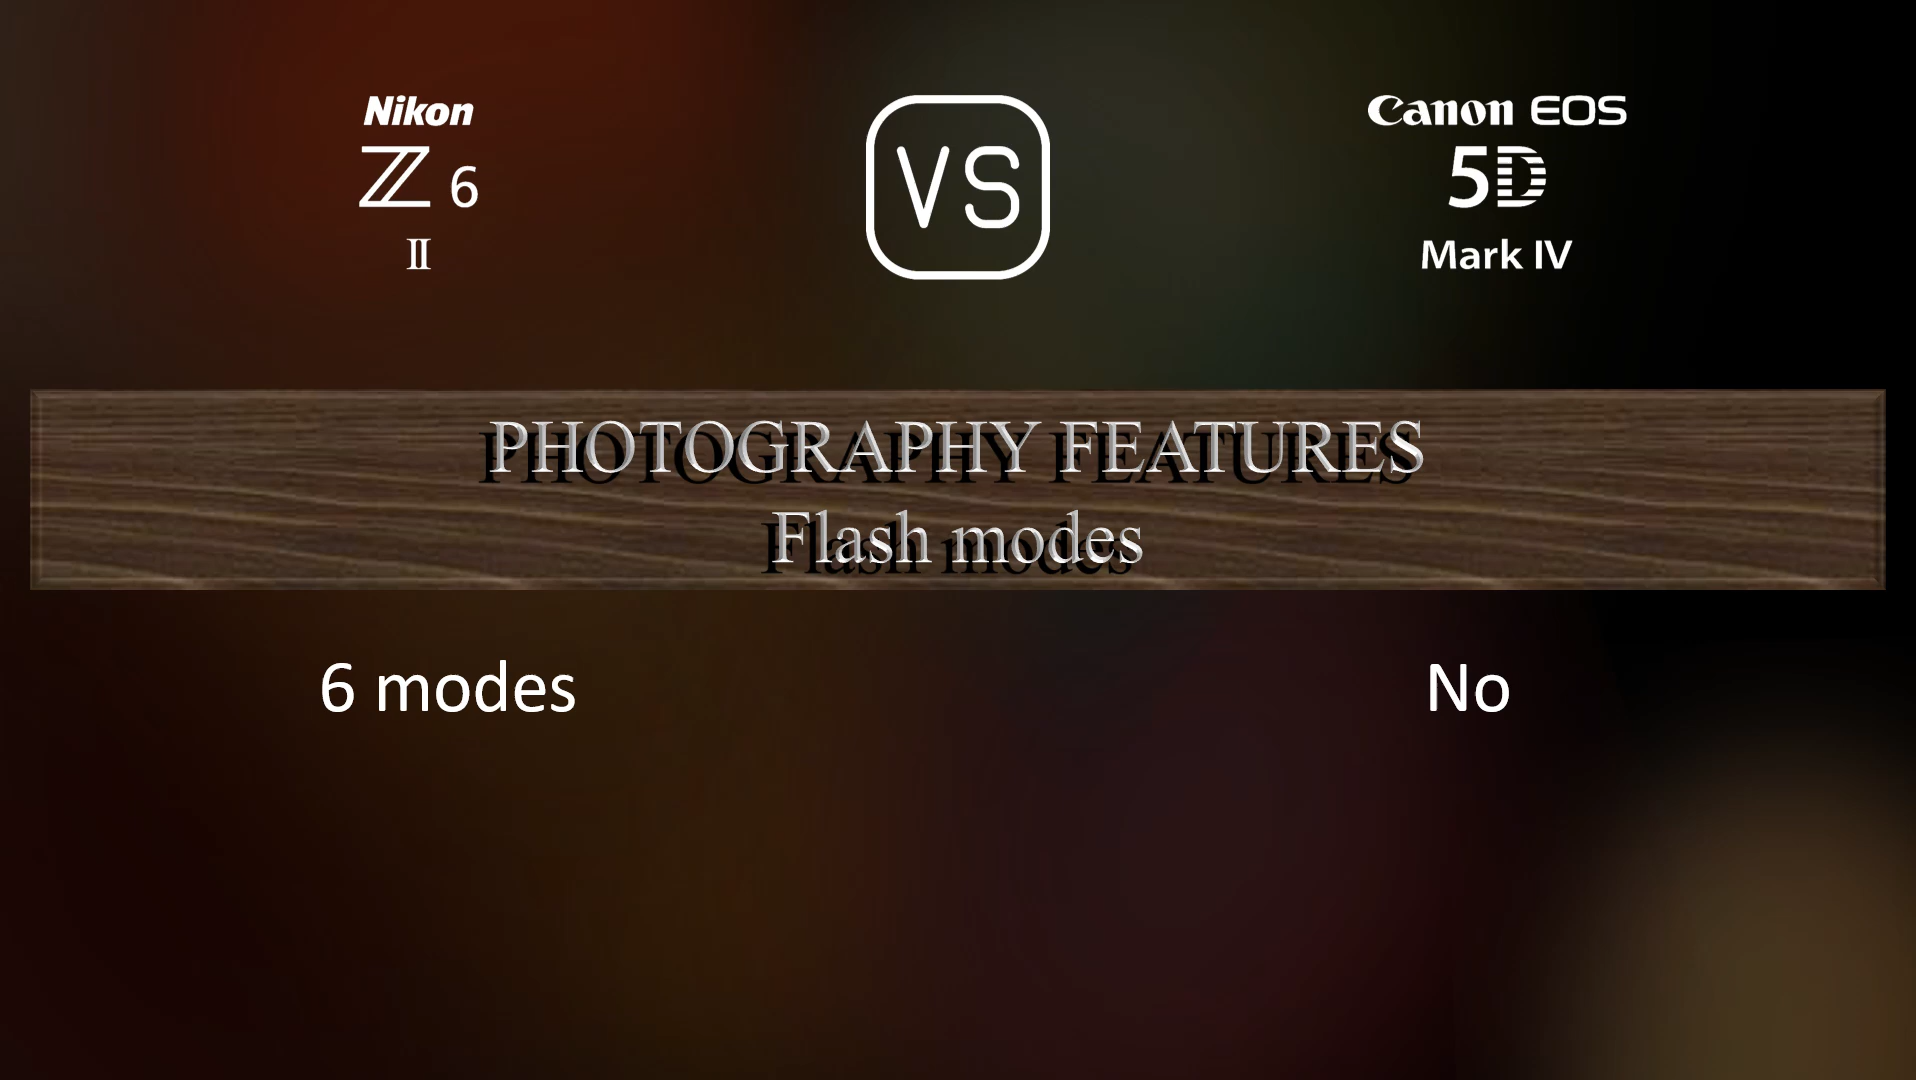 Nikon
Z 6
II
VS
Canon EOS
5D
Mark IV
PHOTOGRAPHY FEATURES
Flash modes
6 modes
No